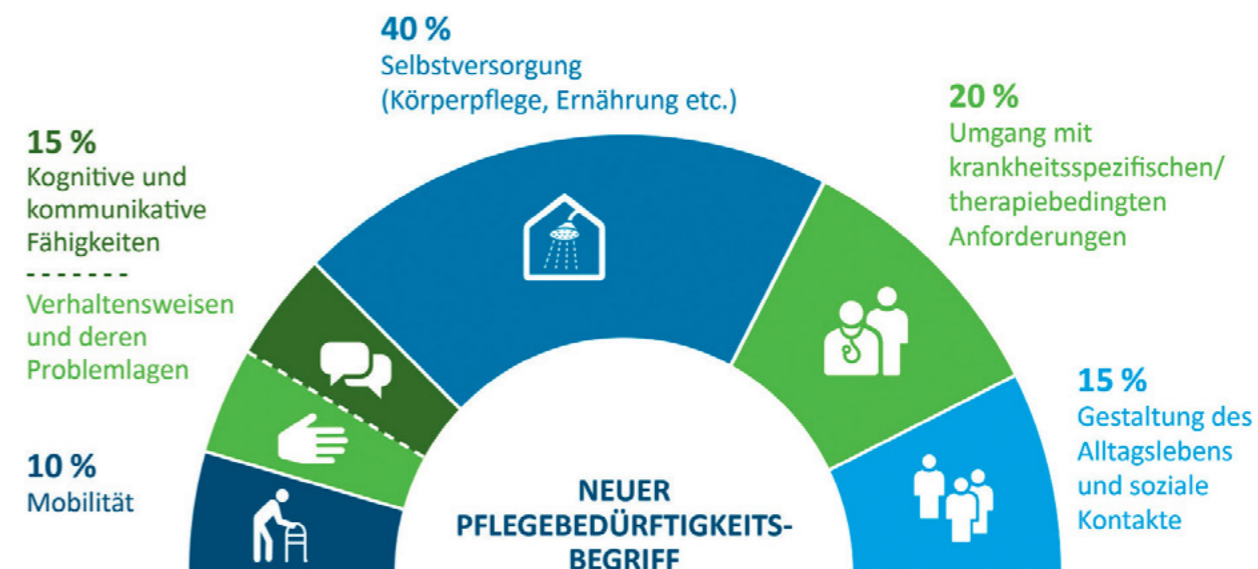 40 %
Selbstversorgung
(Körperpflege, Ernährung etc.)
20 %
Umgang mit
krankheitsspezifischen/
therapiebedingten
Anforderungen
15 %
Kognitive und
kommunikative
Fähigkeiten
-------
Verhaltensweisen
und deren
Problemlagen
15 %
Gestaltung des
Alltagslebens
und soziale
Kontakte
10 %
Mobilität
NEUER
PFLEGEBEDÜRFTIGKEITS-
BEGRIFF